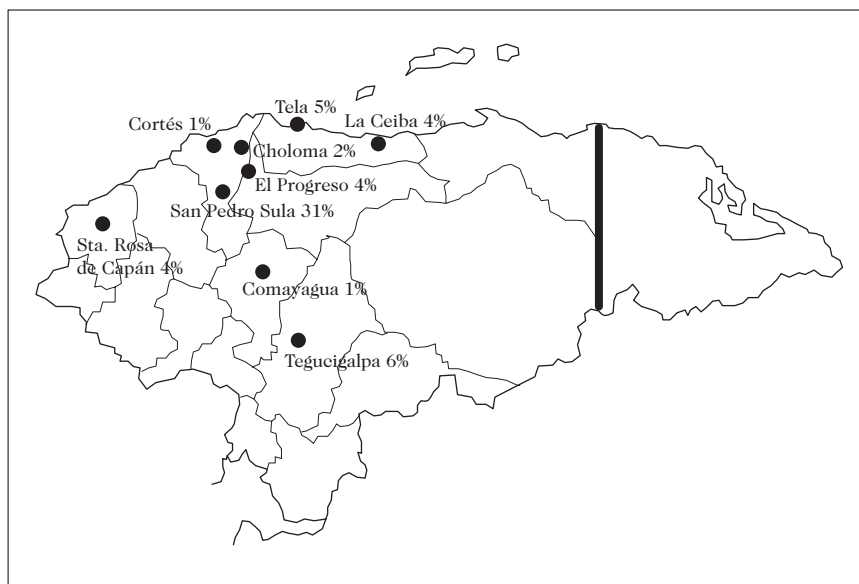 Tela 5%
La Ceiba 4%
Cortés 1%
Choloma 2%
El Progreso 4%
San Pedro Sula 31%
Sta. Rosa
de Capán 4%
Comayagua 1%
Tegucigalpa 6%